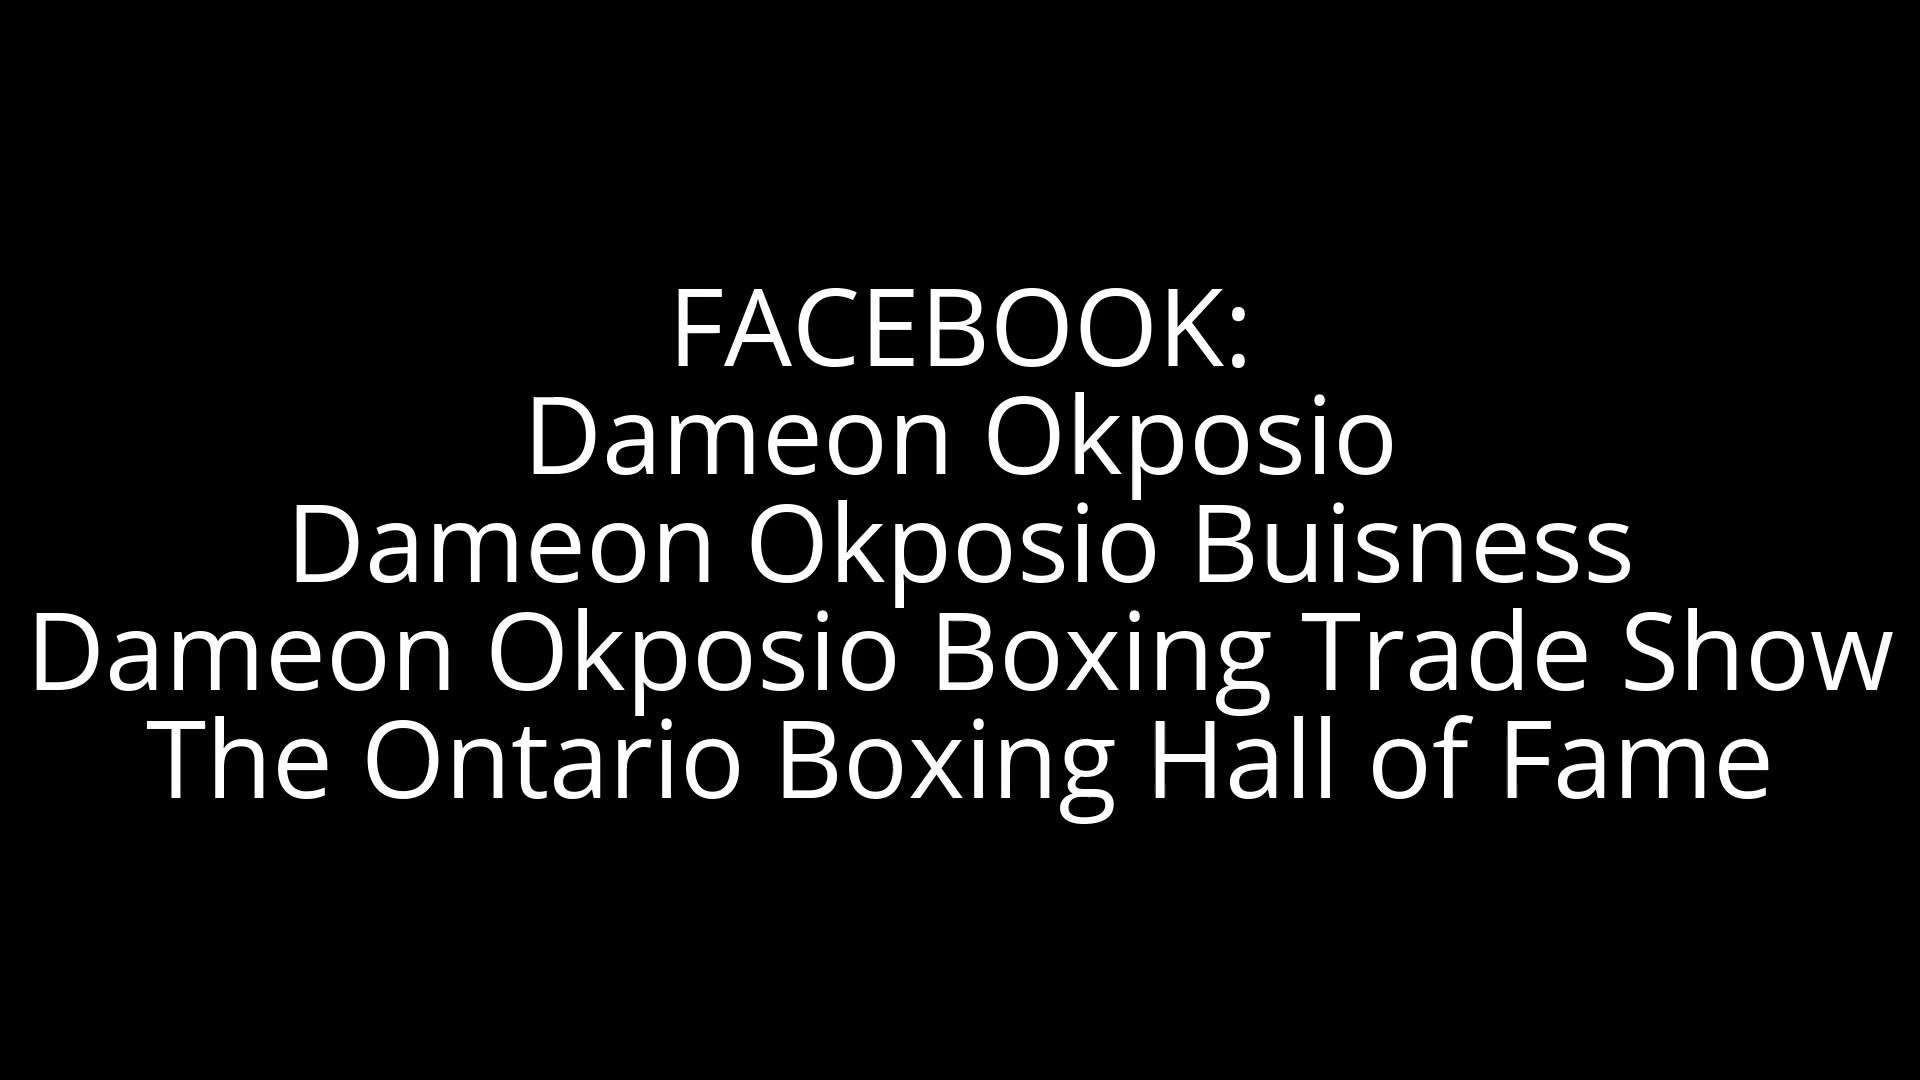 FACEBOOK:
Dameon Okposio
Dameon Okposio Buisness
Dameon Okposio Boxing Trade Show
The Ontario Boxing Hall of Fame